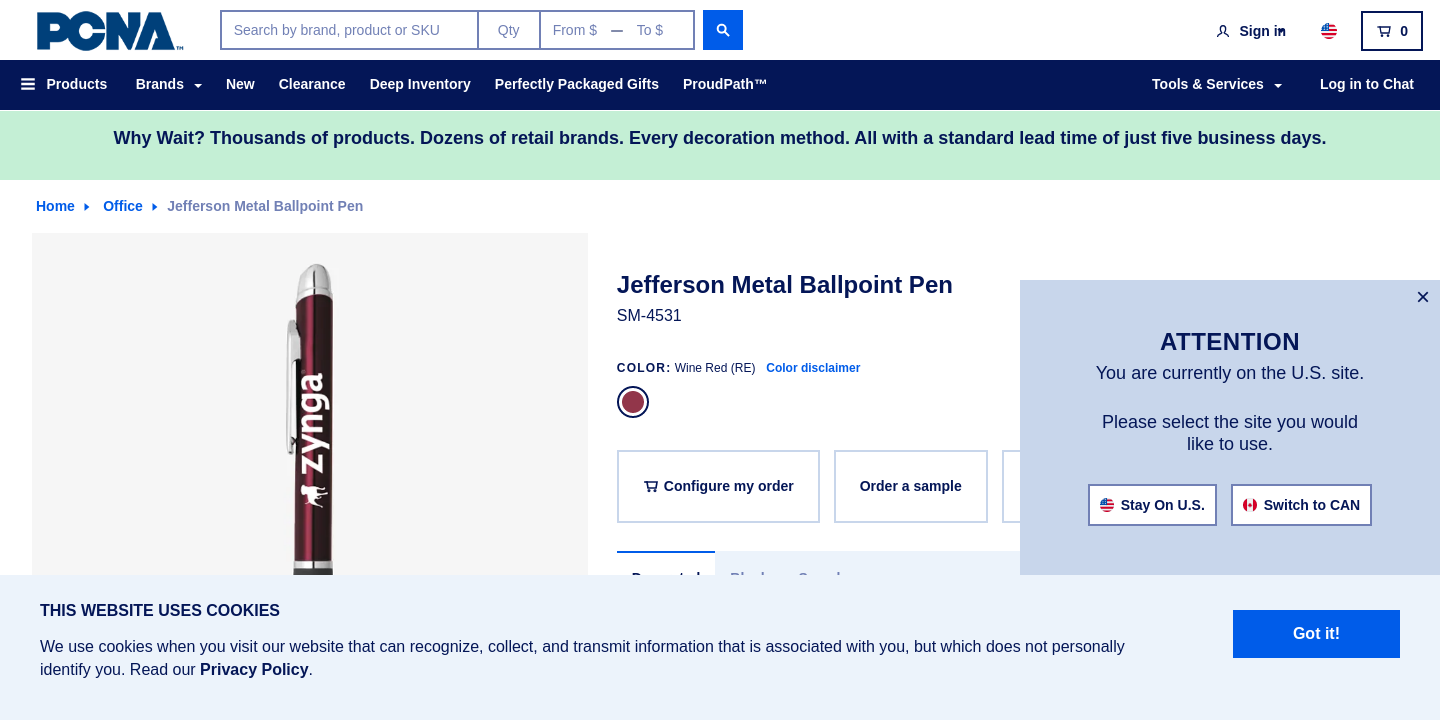 PCNA™
Search by brand, product or SKU
Qty
From $ — To $
Sign in
0
Products
Brands
New
Clearance
Deep Inventory
Perfectly Packaged Gifts
ProudPath™
Tools & Services
Log in to Chat
Why Wait? Thousands of products. Dozens of retail brands. Every decoration method. All with a standard lead time of just five business days.
Home
Office
Jefferson Metal Ballpoint Pen
zynga
Jefferson Metal Ballpoint Pen
SM-4531
COLOR: Wine Red (RE) Color disclaimer
Configure my order
Order a sample
×
ATTENTION
You are currently on the U.S. site.
Please select the site you would
like to use.
Stay On U.S.
Switch to CAN
THIS WEBSITE USES COOKIES
We use cookies when you visit our website that can recognize, collect, and transmit information that is associated with you, but which does not personally
identify you. Read our Privacy Policy.
Got it!